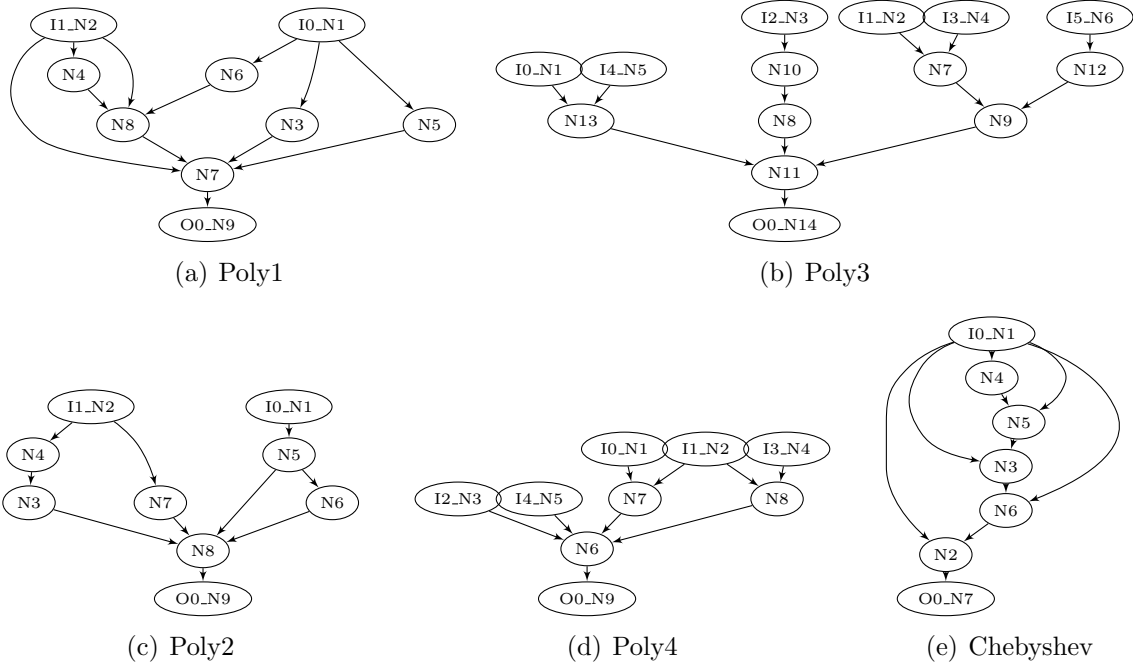 I1_N2 I0_N1
N4 N6
N8 N3 N5
N7
O0_N9
(a) Poly1
I2_N3 I1_N2 I3_N4 I5_N6
I0_N1 I4_N5 N10 N7 N12
N13 N8 N9
N11
O0_N14
(b) Poly3
I1_N2 I0_N1
N4 N5
N3 N7 N6
N8
O0_N9
(c) Poly2
I0_N1 I1_N2 I3_N4
I2_N3 I4_N5 N7 N8
N6
O0_N9
(d) Poly4
I0_N1
N4
N5
N3
N6
N2
O0_N7
(e) Chebyshev